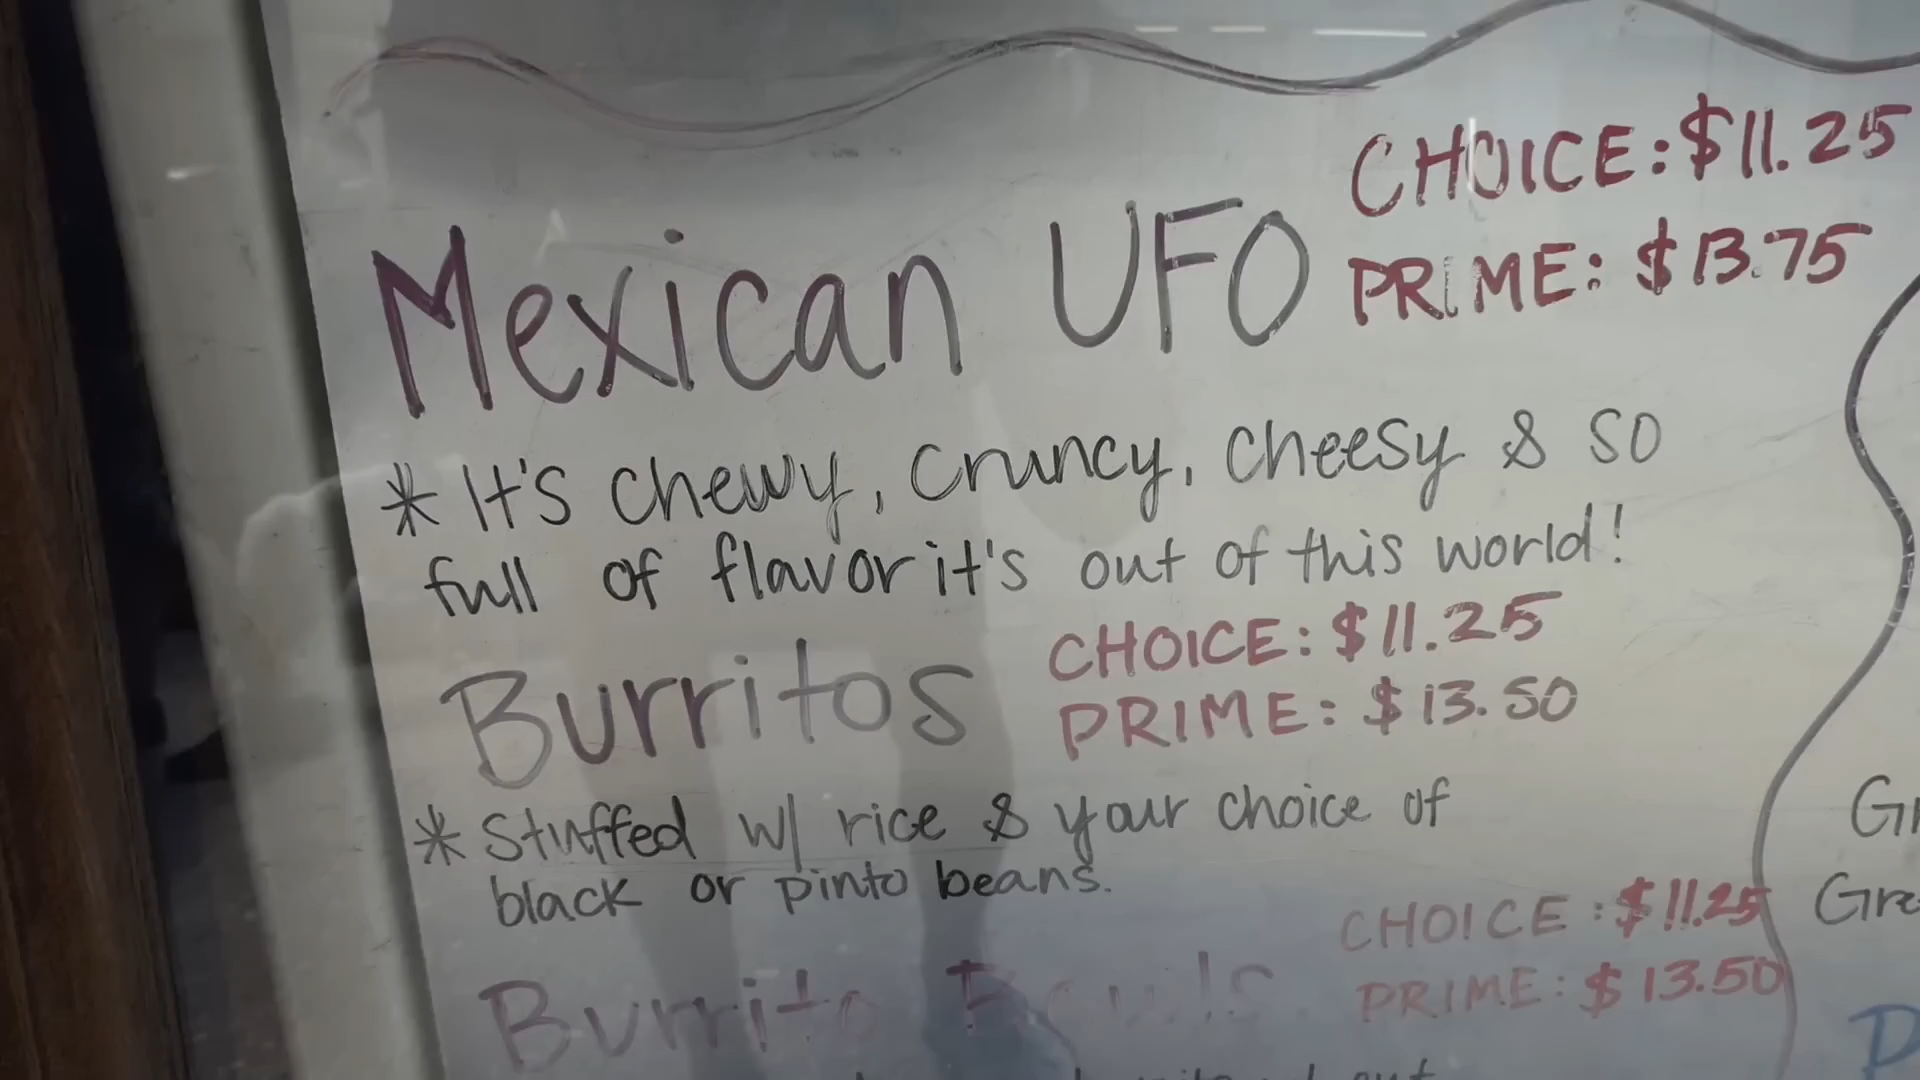 CHOICE: $11.25
Mexican UFO PRIME: $13.75
* It's chewy, cruncy, cheesy & so
full of flavor it's out of this world!
CHOICE: $11.25
Burritos PRIME: $13.50
* Stuffed w/ rice & your choice of
black or pinto beans.
CHOICE: $11.25
Burrito Bowls PRIME: $13.50